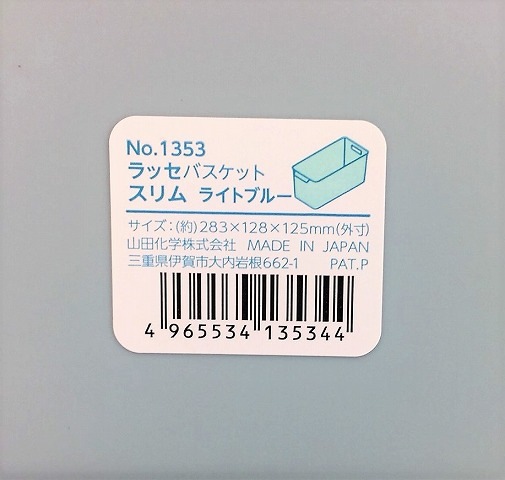 No.1353
ラッセバスケット
スリム ライトブルー
サイズ:(約)283×128×125mm(外寸)
山田化学株式会社 MADE IN JAPAN
三重県伊賀市大内岩根662-1 PAT.P
4 965534 135344